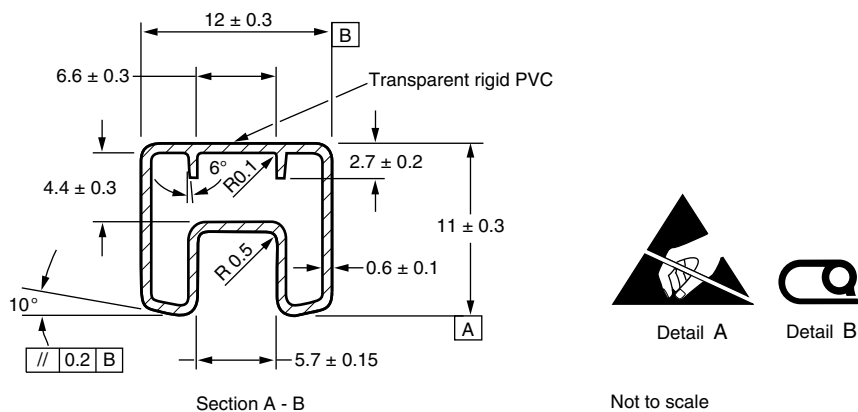 12 ± 0.3
B
6.6 ± 0.3
Transparent rigid PVC
6°
R0.1
2.7 ± 0.2
4.4 ± 0.3
11 ± 0.3
R 0.5
0.6 ± 0.1
10°
A
// 0.2 B
5.7 ± 0.15
Detail A
Detail B
Section A - B
Not to scale